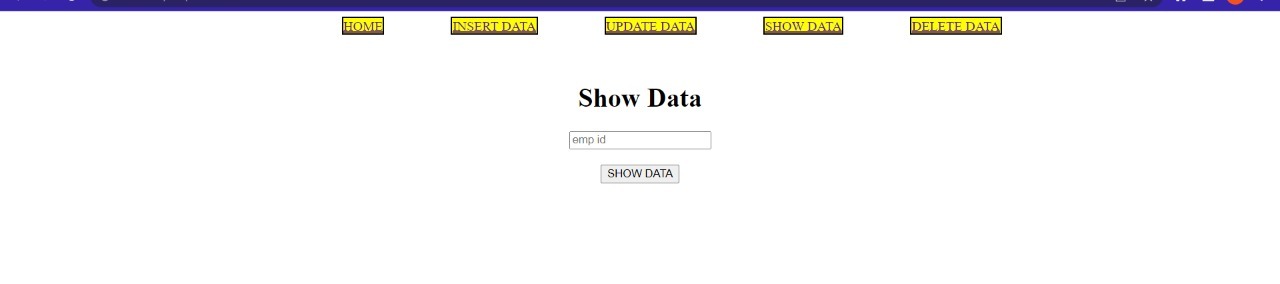 HOME INSERT DATA UPDATE DATA SHOW DATA DELETE DATA
Show Data
emp id
SHOW DATA